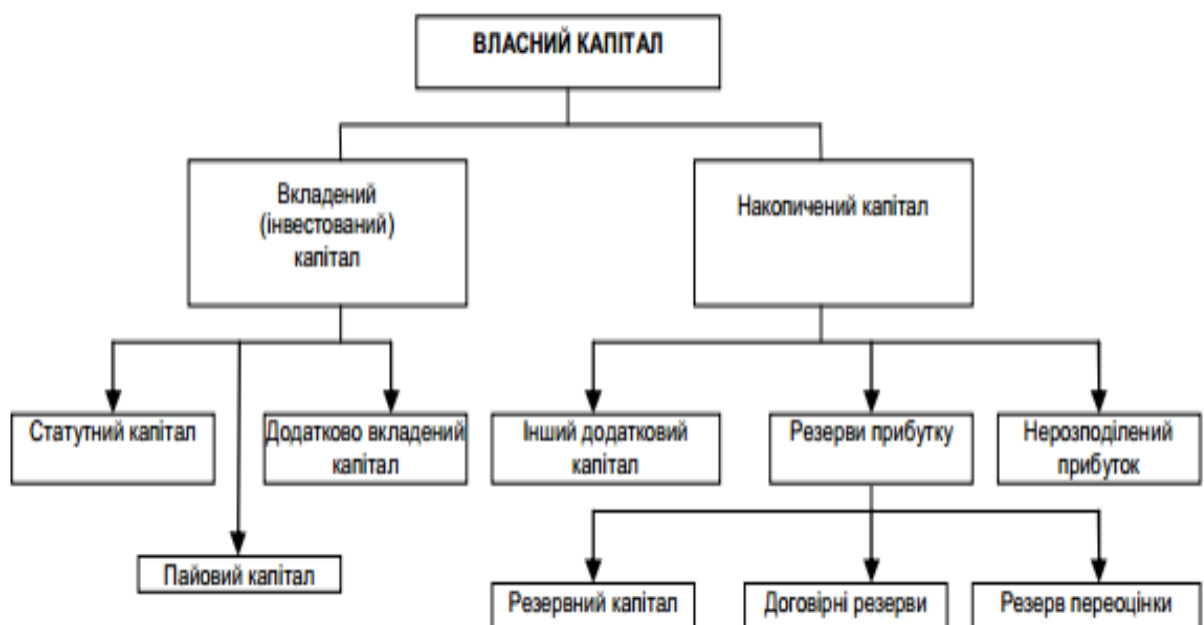 ВЛАСНИЙ КАПІТАЛ
Вкладений
(інвестований)
капітал
Накопичений капітал
Статутний капітал
Додатково вкладений
капітал
Інший додатковий
капітал
Резерви прибутку
Нерозподілений
прибуток
Пайовий капітал
Резервний капітал
Договірні резерви
Резерв переоцінки